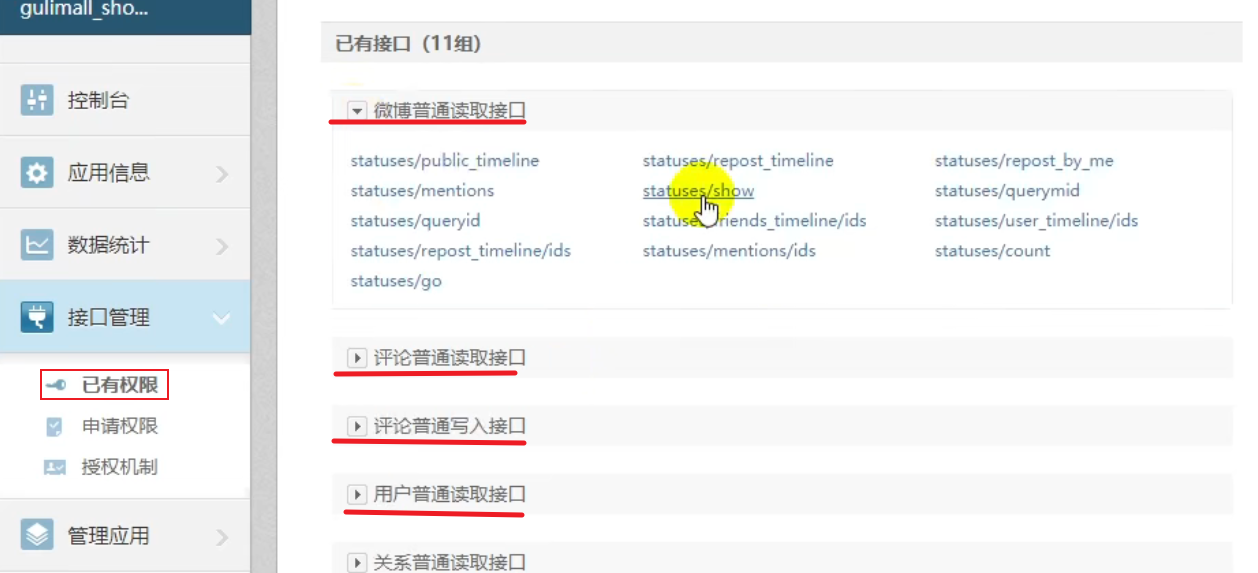 gulimall_sho...
控制台
应用信息
数据统计
接口管理
已有权限
申请权限
授权机制
管理应用
已有接口（11组）
微博普通读取接口
statuses/public_timeline statuses/repost_timeline statuses/repost_by_me
statuses/mentions statuses/show statuses/querymid
statuses/queryid statuses/friends_timeline/ids statuses/user_timeline/ids
statuses/repost_timeline/ids statuses/mentions/ids statuses/count
statuses/go
评论普通读取接口
评论普通写入接口
用户普通读取接口
关系普通读取接口